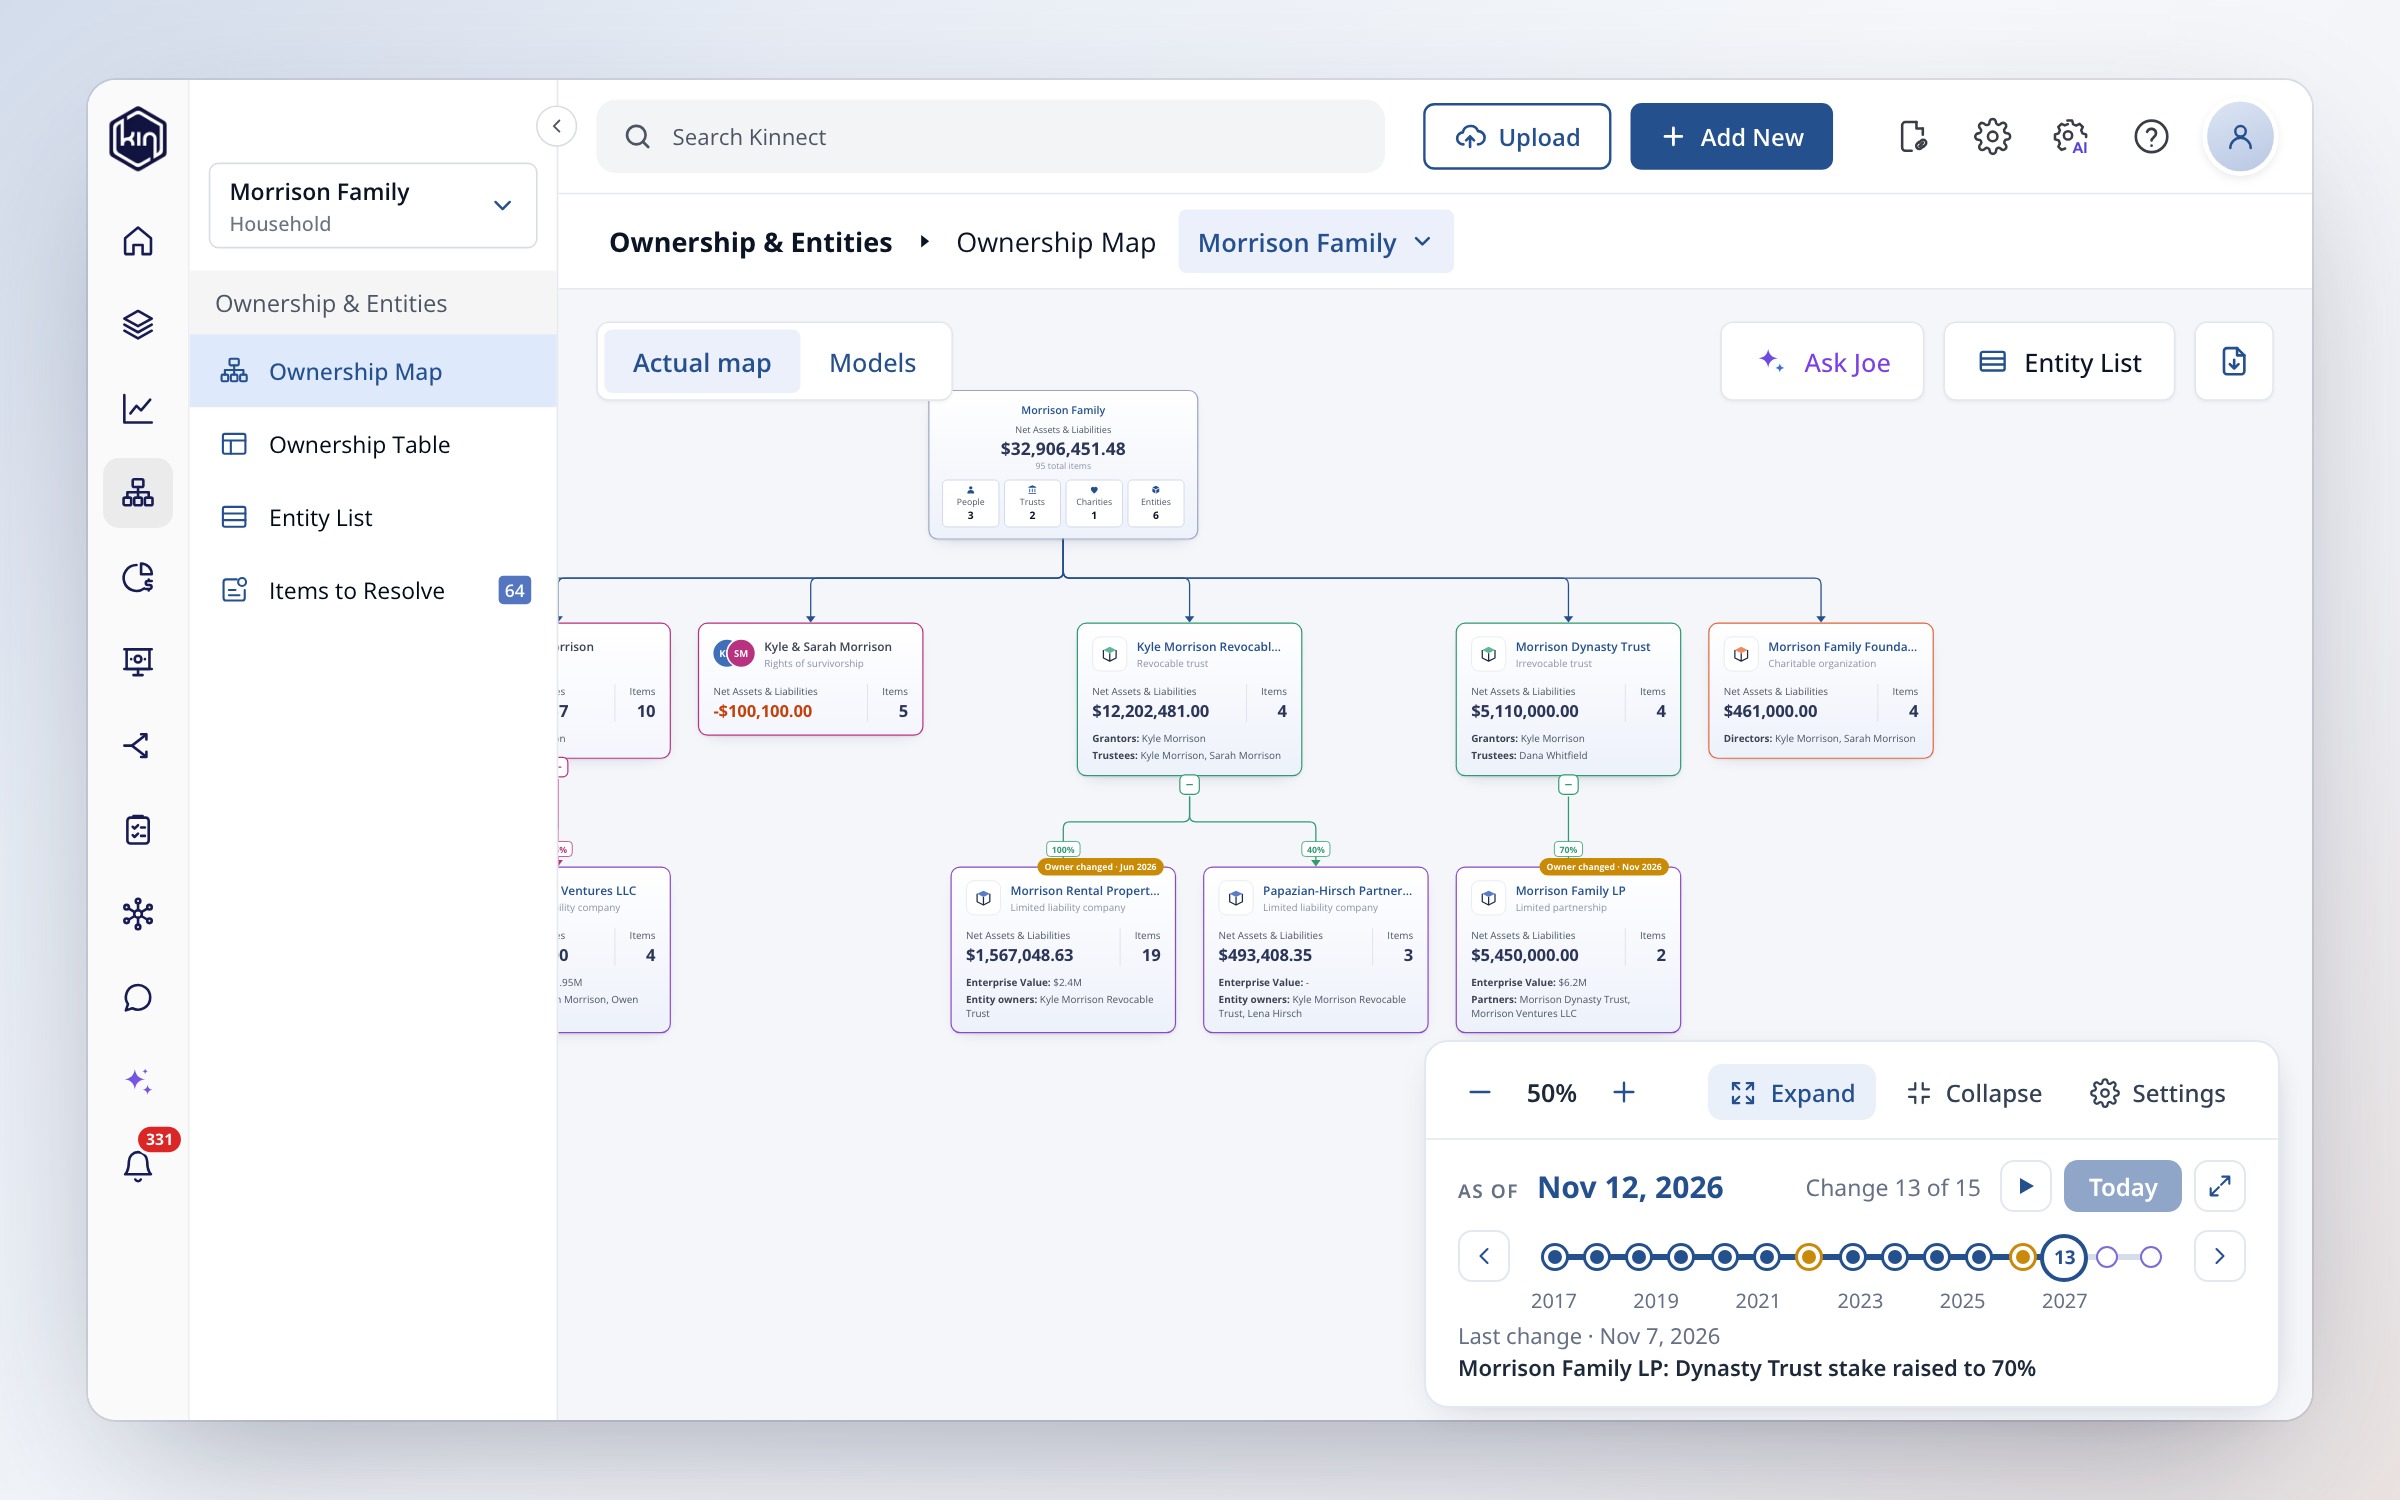 kin
Search Kinnect
Upload
Add New
AI
Morrison Family
Household
Ownership & Entities
Ownership Map
Ownership Table
Entity List
Items to Resolve
64
331
Ownership & Entities
Ownership Map
Morrison Family
Actual map
Models
Ask Joe
Entity List
Morrison Family
Net Assets & Liabilities
$32,906,451.48
95 total items
People
3
Trusts
2
Charities
1
Entities
6
rrison
Items
7
10
Kyle & Sarah Morrison
Rights of survivorship
SM
Net Assets & Liabilities
-$100,100.00
Items
5
Kyle Morrison Revocabl...
Revocable trust
Net Assets & Liabilities
$12,202,481.00
Items
4
Grantors: Kyle Morrison
Trustees: Kyle Morrison, Sarah Morrison
Morrison Dynasty Trust
Irrevocable trust
Net Assets & Liabilities
$5,110,000.00
Items
4
Grantors: Kyle Morrison
Trustees: Dana Whitfield
Morrison Family Founda...
Charitable organization
Net Assets & Liabilities
$461,000.00
Items
4
Directors: Kyle Morrison, Sarah Morrison
%
Ventures LLC
ility company
Items
0
4
.95M
Morrison, Owen
100%
Owner changed · Jun 2026
Morrison Rental Propert...
Limited liability company
Net Assets & Liabilities
$1,567,048.63
Items
19
Enterprise Value: $2.4M
Entity owners: Kyle Morrison Revocable
Trust
40%
Papazian-Hirsch Partner...
Limited liability company
Net Assets & Liabilities
$493,408.35
Items
3
Enterprise Value: -
Entity owners: Kyle Morrison Revocable
Trust, Lena Hirsch
70%
Owner changed · Nov 2026
Morrison Family LP
Limited partnership
Net Assets & Liabilities
$5,450,000.00
Items
2
Enterprise Value: $6.2M
Partners: Morrison Dynasty Trust,
Morrison Ventures LLC
50%
Expand
Collapse
Settings
AS OF
Nov 12, 2026
Change 13 of 15
Today
13
2017
2019
2021
2023
2025
2027
Last change · Nov 7, 2026
Morrison Family LP: Dynasty Trust stake raised to 70%